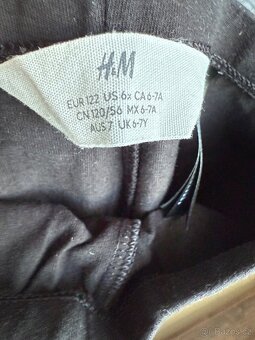 H&M
EUR 122 US 6x CA 6-7A
CN 120/56 MX 6-7A
AUS 7 UK 6-7Y